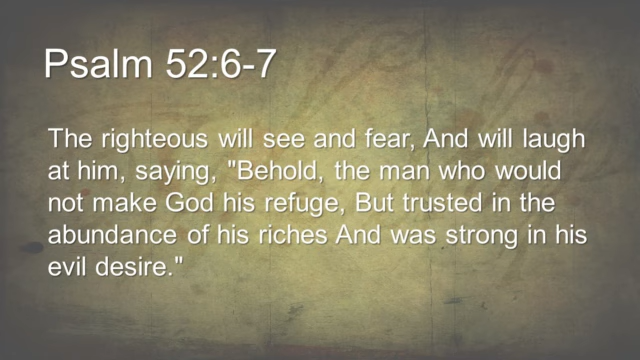 Psalm 52:6-7
The righteous will see and fear, And will laugh
at him, saying, "Behold, the man who would
not make God his refuge, But trusted in the
abundance of his riches And was strong in his
evil desire."